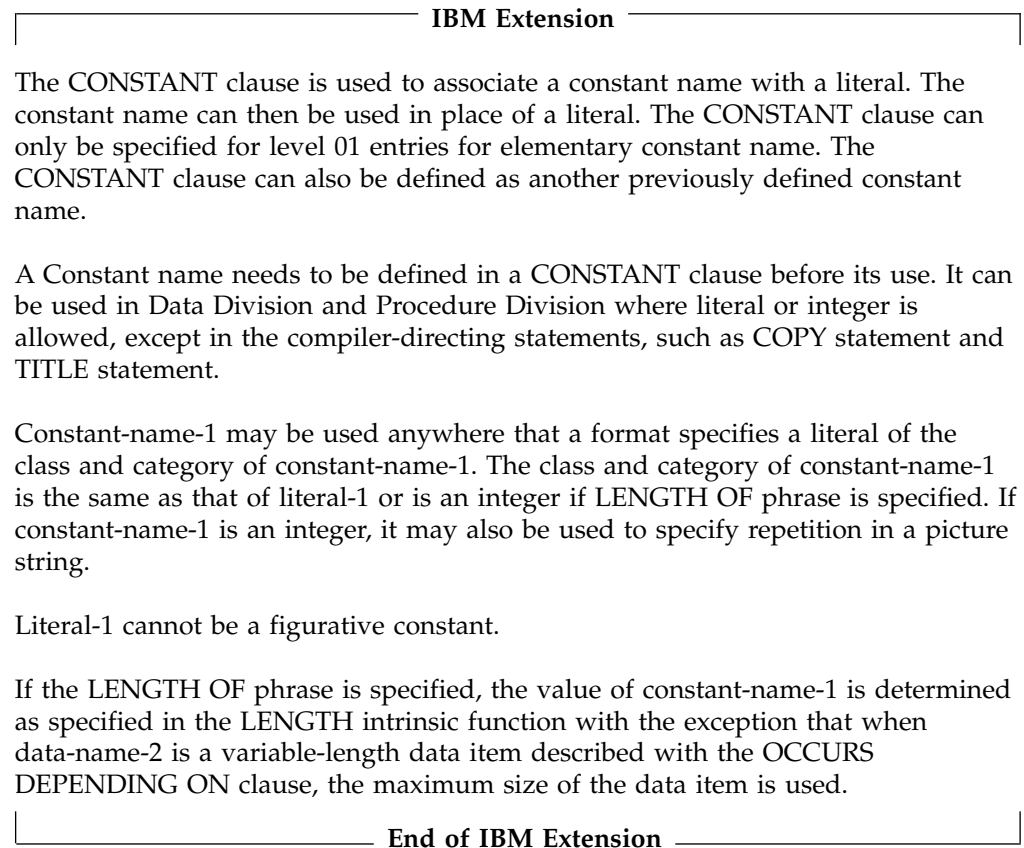 IBM Extension
The CONSTANT clause is used to associate a constant name with a literal. The
constant name can then be used in place of a literal. The CONSTANT clause can
only be specified for level 01 entries for elementary constant name. The
CONSTANT clause can also be defined as another previously defined constant
name.
A Constant name needs to be defined in a CONSTANT clause before its use. It can
be used in Data Division and Procedure Division where literal or integer is
allowed, except in the compiler-directing statements, such as COPY statement and
TITLE statement.
Constant-name-1 may be used anywhere that a format specifies a literal of the
class and category of constant-name-1. The class and category of constant-name-1
is the same as that of literal-1 or is an integer if LENGTH OF phrase is specified. If
constant-name-1 is an integer, it may also be used to specify repetition in a picture
string.
Literal-1 cannot be a figurative constant.
If the LENGTH OF phrase is specified, the value of constant-name-1 is determined
as specified in the LENGTH intrinsic function with the exception that when
data-name-2 is a variable-length data item described with the OCCURS
DEPENDING ON clause, the maximum size of the data item is used.
End of IBM Extension